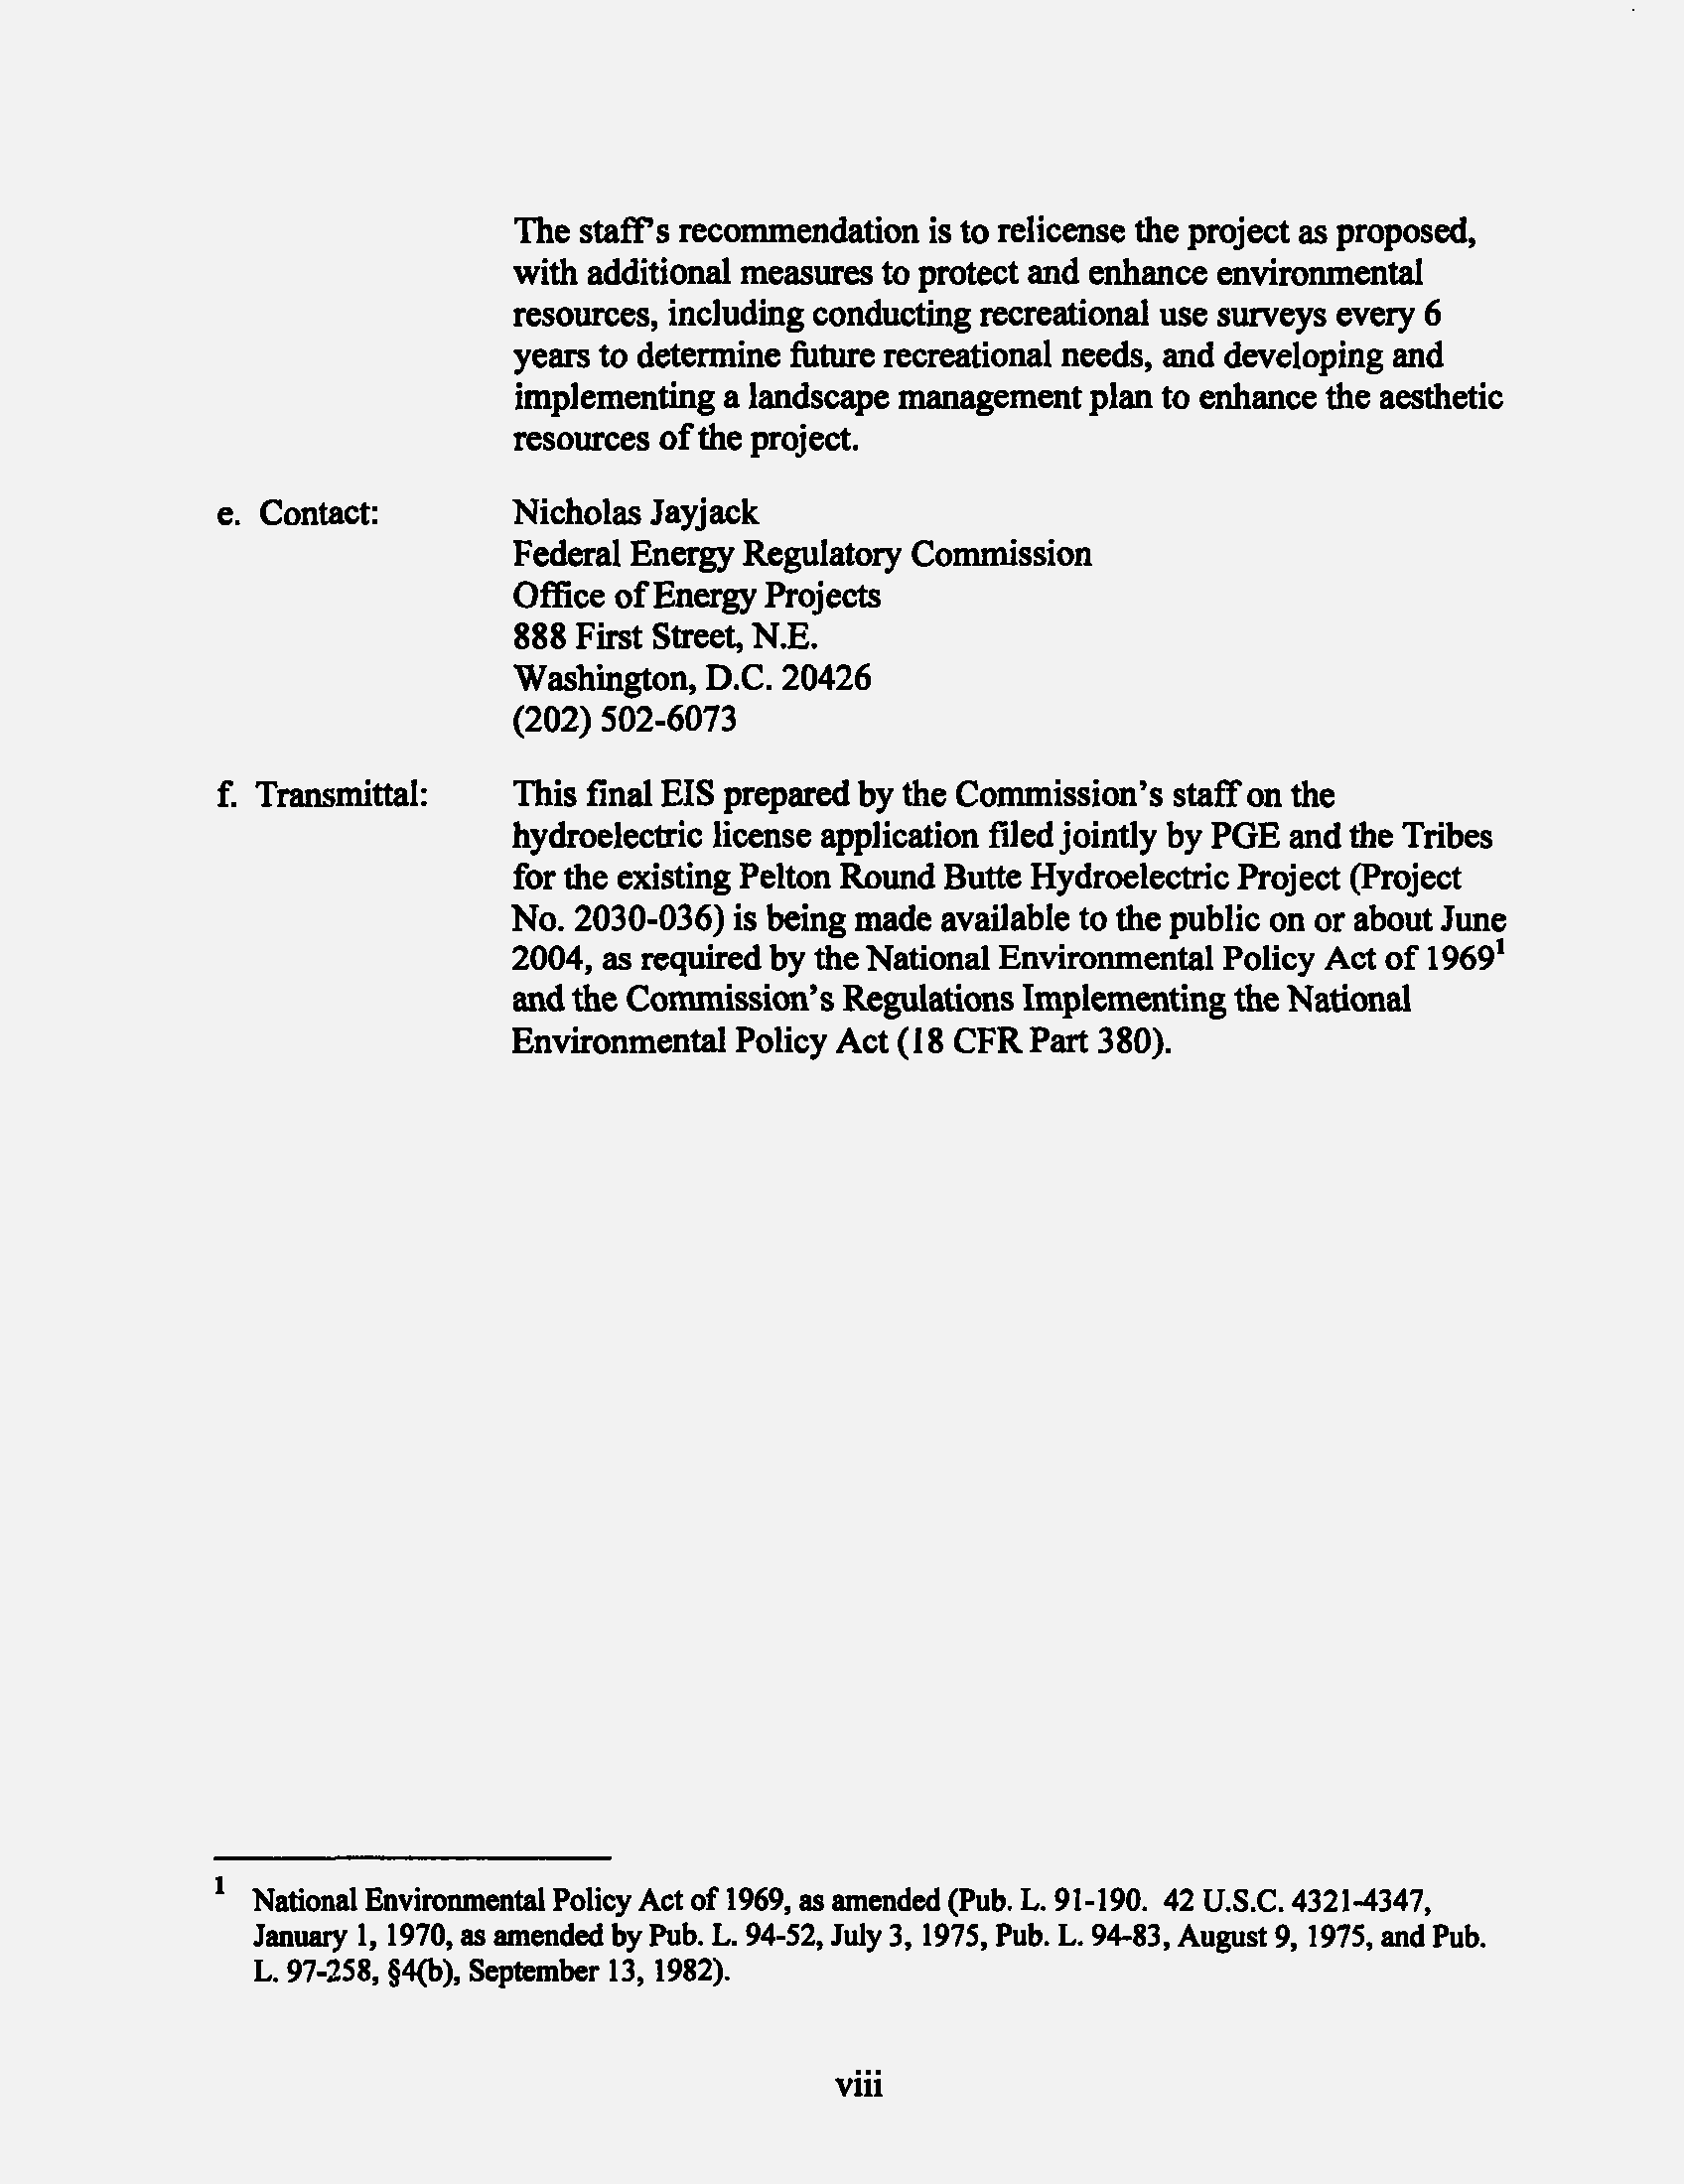 The staff's recommendation is to relicense the project as proposed,
with additional measures to protect and enhance environmental
resources, including conducting recreational use surveys every 6
years to determine future recreational needs, and developing and
implementing a landscape management plan to enhance the aesthetic
resources of the project.
e. Contact: Nicholas Jayjack
Federal Energy Regulatory Commission
Office of Energy Projects
888 First Street, N.E.
Washington, D.C. 20426
(202) 502-6073
f. Transmittal: This final EIS prepared by the Commission's staff on the
hydroelectric license application filed jointly by PGE and the Tribes
for the existing Pelton Round Butte Hydroelectric Project (Project
No. 2030-036) is being made available to the public on or about June
2004, as required by the National Environmental Policy Act of 1969¹
and the Commission's Regulations Implementing the National
Environmental Policy Act (18 CFR Part 380).
¹ National Environmental Policy Act of 1969, as amended (Pub. L. 91-190. 42 U.S.C. 4321-4347,
January 1, 1970, as amended by Pub. L. 94-52, July 3, 1975, Pub. L. 94-83, August 9, 1975, and Pub.
L. 97-258, §4(b), September 13, 1982).
viii